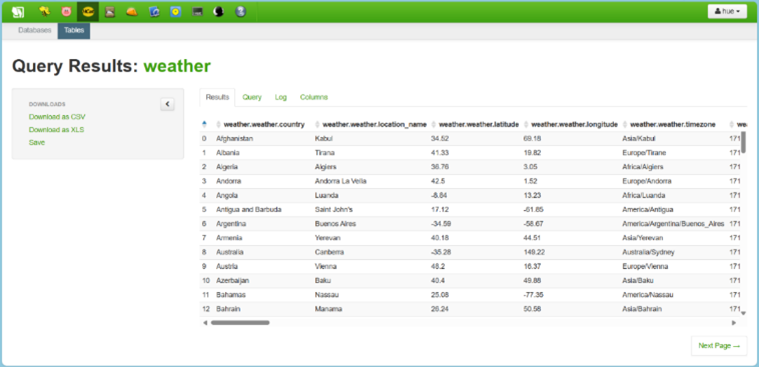 hue
Databases Tables
Query Results: weather
DOWNLOADS
Download as CSV
Download as XLS
Save
Results Query Log Columns
weather.weather.country weather.weather.location_name weather.weather.latitude weather.weather.longitude weather.weather.timezone
0 Afghanistan Kabul 34.52 69.18 Asia/Kabul 171
1 Albania Tirana 41.33 19.82 Europe/Tirane 171
2 Algeria Algiers 36.76 3.05 Africa/Algiers 171
3 Andorra Andorra La Vella 42.5 1.52 Europe/Andorra 171
4 Angola Luanda -8.84 13.23 Africa/Luanda 171
5 Antigua and Barbuda Saint John's 17.12 -61.85 America/Antigua 171
6 Argentina Buenos Aires -34.59 -58.67 America/Argentina/Buenos_Aires 171
7 Armenia Yerevan 40.18 44.51 Asia/Yerevan 171
8 Australia Canberra -35.28 149.22 Australia/Sydney 171
9 Austria Vienna 48.2 16.37 Europe/Vienna 171
10 Azerbaijan Baku 40.4 49.88 Asia/Baku 171
11 Bahamas Nassau 25.08 -77.35 America/Nassau 171
12 Bahrain Manama 26.24 50.58 Asia/Bahrain 171
Next Page →